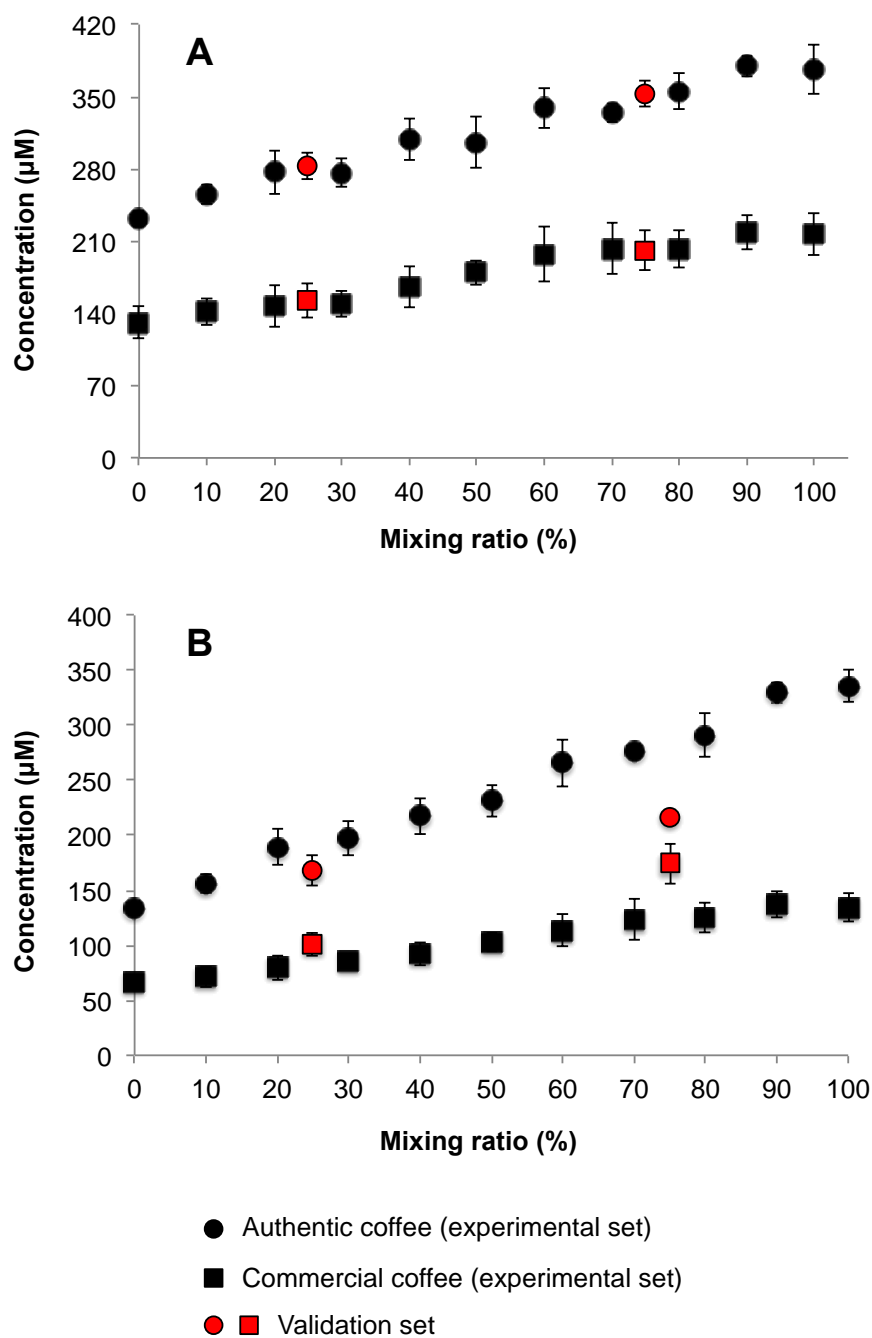 A
420
350
280
210
140
70
0
0 10 20 30 40 50 60 70 80 90 100
Concentration (µM)
Mixing ratio (%)
B
400
350
300
250
200
150
100
50
0
0 10 20 30 40 50 60 70 80 90 100
Concentration (µM)
Mixing ratio (%)
Authentic coffee (experimental set)
Commercial coffee (experimental set)
Validation set